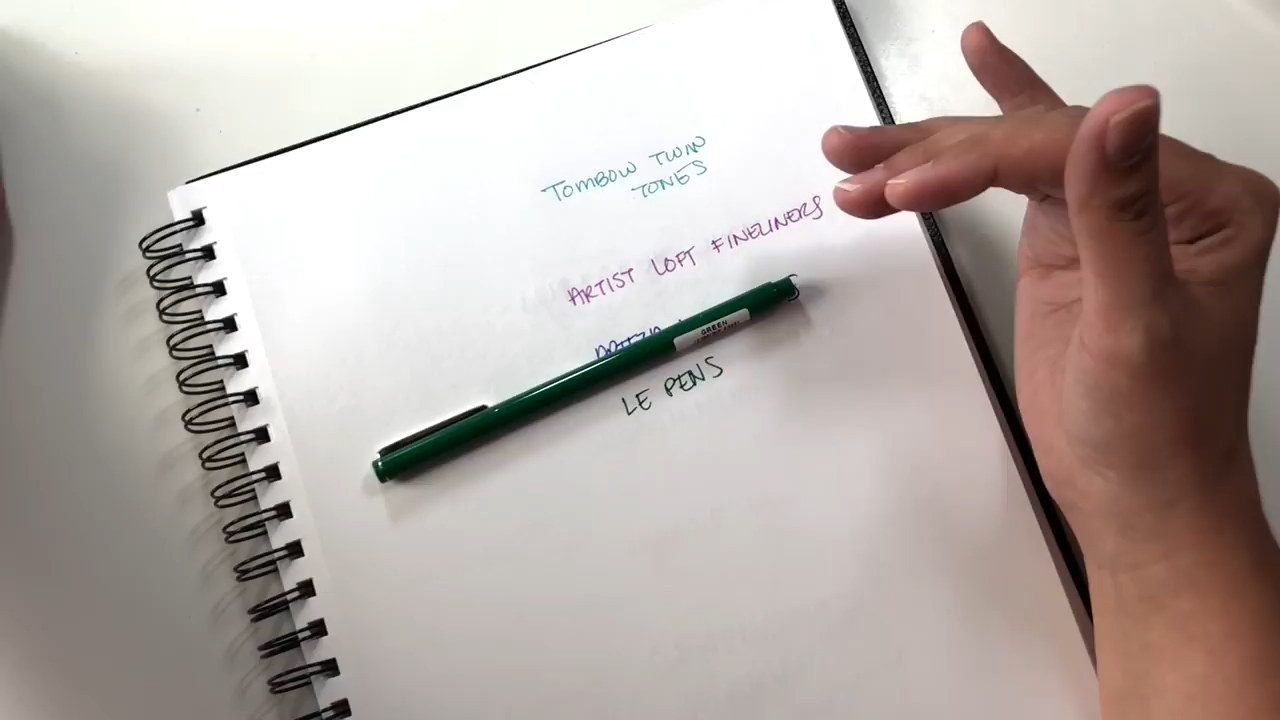 TOMBOW TWIN
TONES
ARTIST LOFT FINELINERS
GREEN
LE PENS